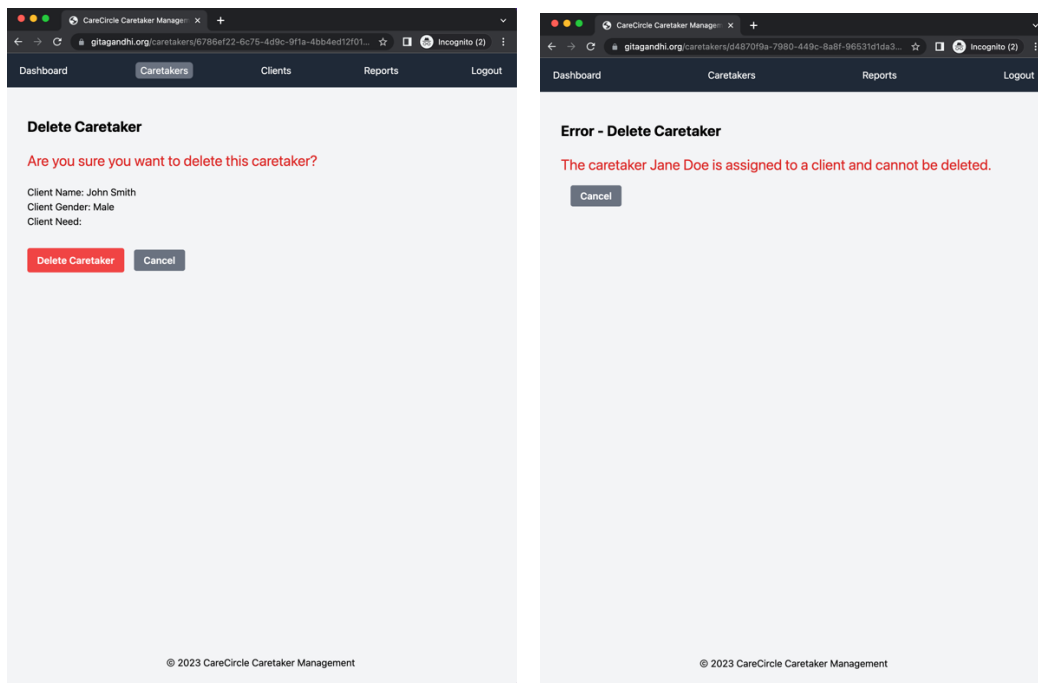 CareCircle Caretaker Managem
gitagandhi.org/caretakers/6786ef22-6c75-4d9c-9f1a-4bb4ed12f01... Incognito (2)
Dashboard Caretakers Clients Reports Logout
Delete Caretaker
Are you sure you want to delete this caretaker?
Client Name: John Smith
Client Gender: Male
Client Need:
Delete Caretaker Cancel
© 2023 CareCircle Caretaker Management
CareCircle Caretaker Managem
gitagandhi.org/caretakers/d4870f9a-7980-449c-8a8f-96531d1da3... Incognito (2)
Dashboard Caretakers Reports Logout
Error - Delete Caretaker
The caretaker Jane Doe is assigned to a client and cannot be deleted.
Cancel
© 2023 CareCircle Caretaker Management